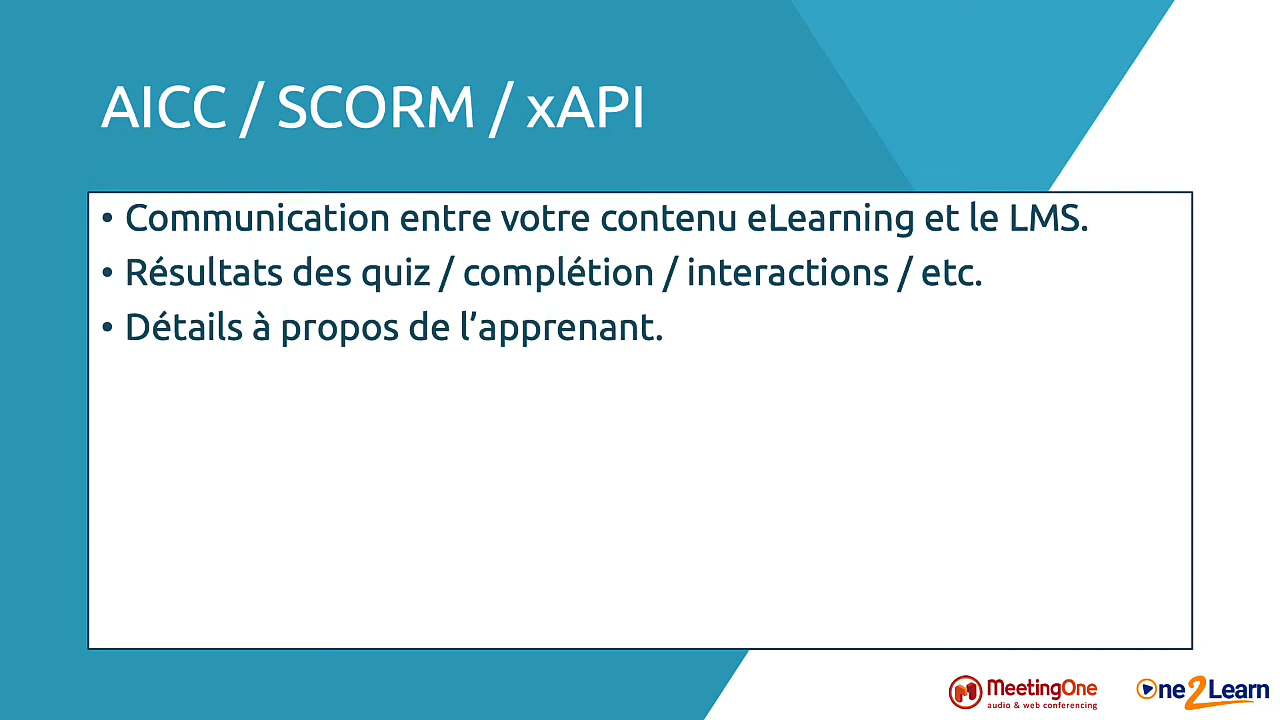 AICC / SCORM / xAPI
• Communication entre votre contenu eLearning et le LMS.
• Résultats des quiz / complétion / interactions / etc.
• Détails à propos de l’apprenant.
MeetingOne
audio & web conferencing
One2Learn